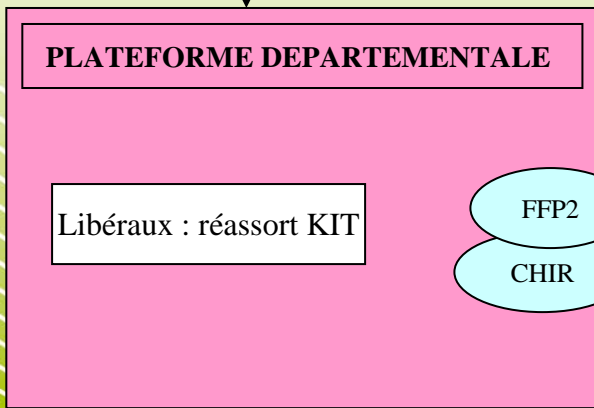 PLATEFORME DEPARTEMENTALE
Libéraux : réassort KIT
FFP2
CHIR